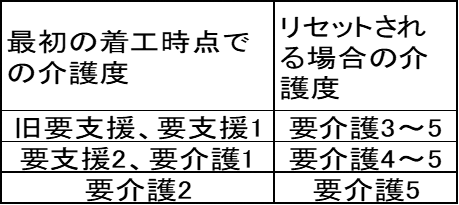 最初の着工時点で
の介護度
リセットされ
る場合の介
護度
旧要支援、要支援1
要介護3～5
要支援2、要介護1
要介護4～5
要介護2
要介護5